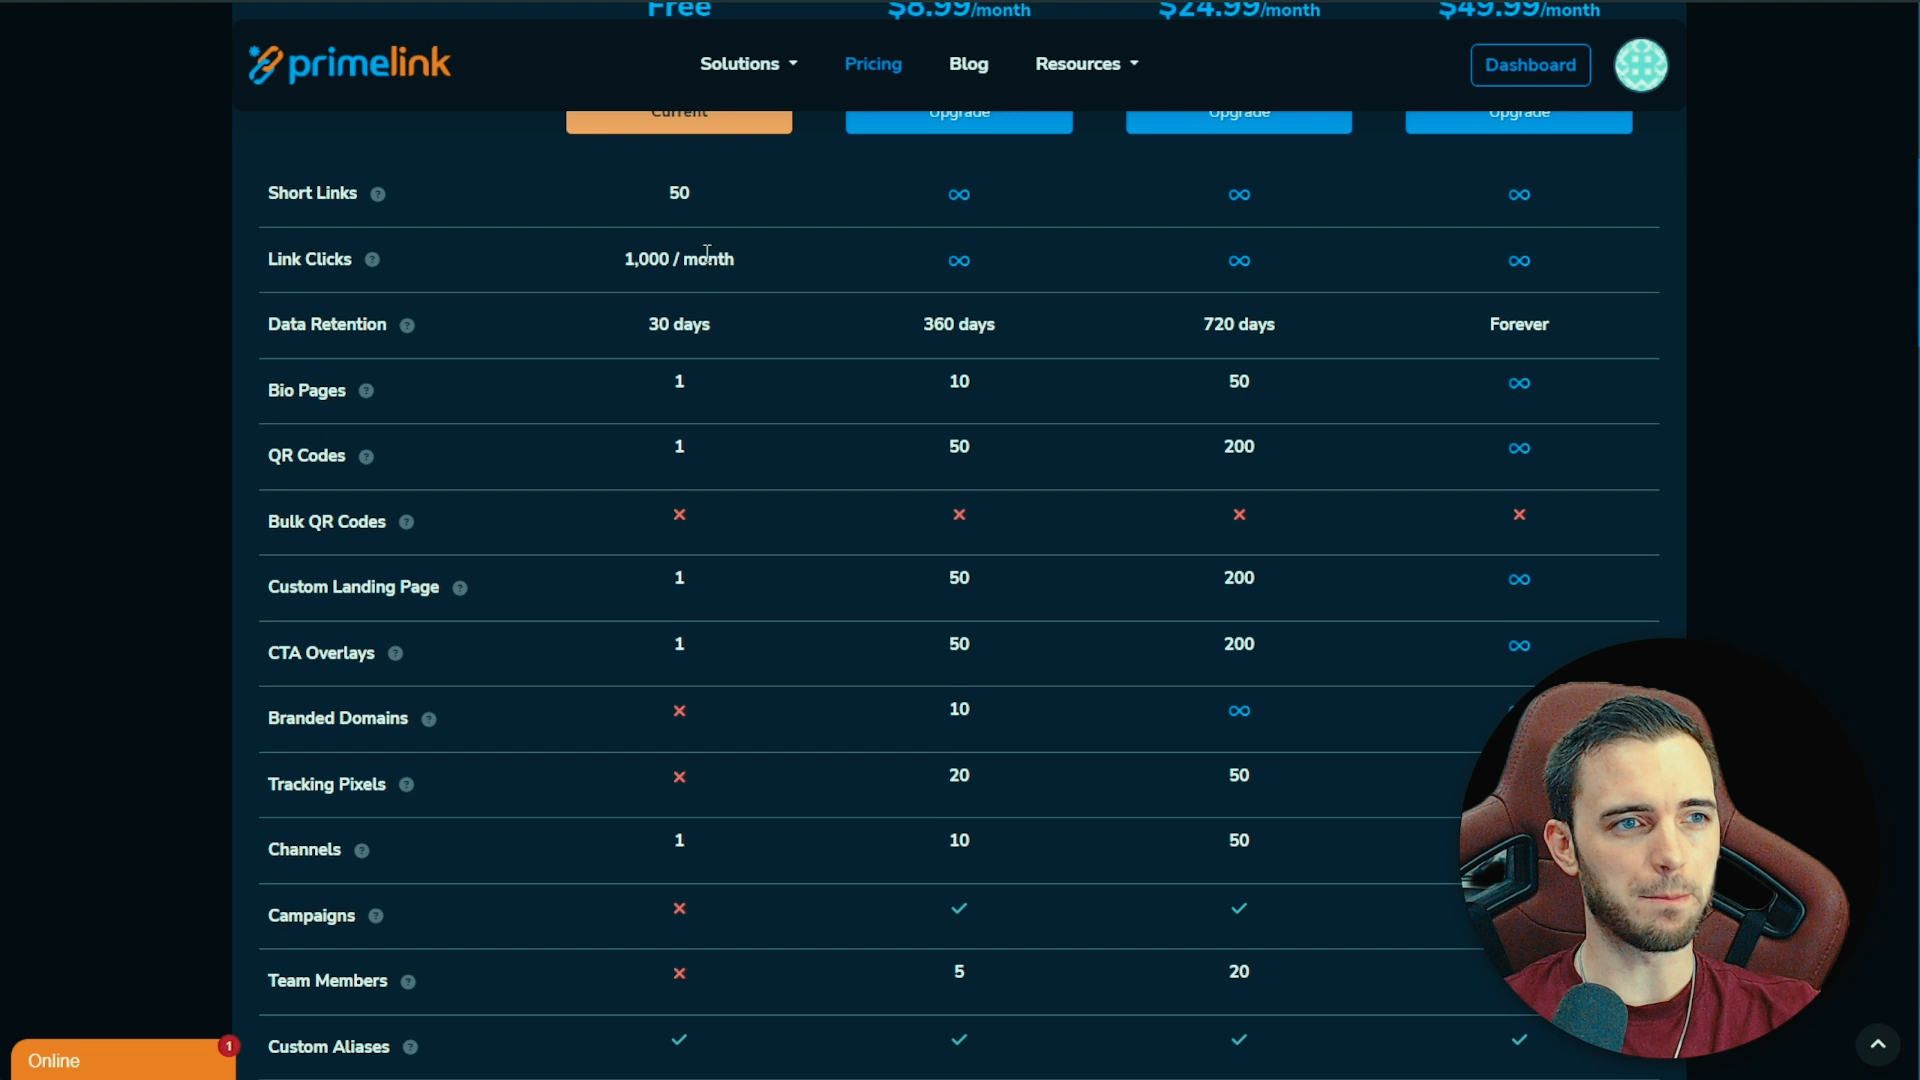 Free $8.99/month $24.99/month $49.99/month
primelink Solutions Pricing Blog Resources Dashboard
Current Upgrade Upgrade Upgrade
Short Links ? 50 ∞ ∞ ∞
Link Clicks ? 1,000 / month ∞ ∞ ∞
Data Retention ? 30 days 360 days 720 days Forever
Bio Pages ? 1 10 50 ∞
QR Codes ? 1 50 200 ∞
Bulk QR Codes ? × × × ×
Custom Landing Page ? 1 50 200 ∞
CTA Overlays ? 1 50 200 ∞
Branded Domains ? × 10 ∞
Tracking Pixels ? × 20 50
Channels ? 1 10 50
Campaigns ? × ✓ ✓
Team Members ? × 5 20
Custom Aliases ? ✓ ✓ ✓ ✓
Online 1